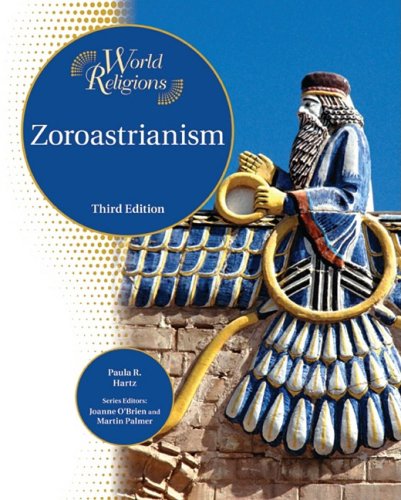 World
Religions
Zoroastrianism
Third Edition
Paula R.
Hartz
Series Editors:
Joanne O'Brien and
Martin Palmer